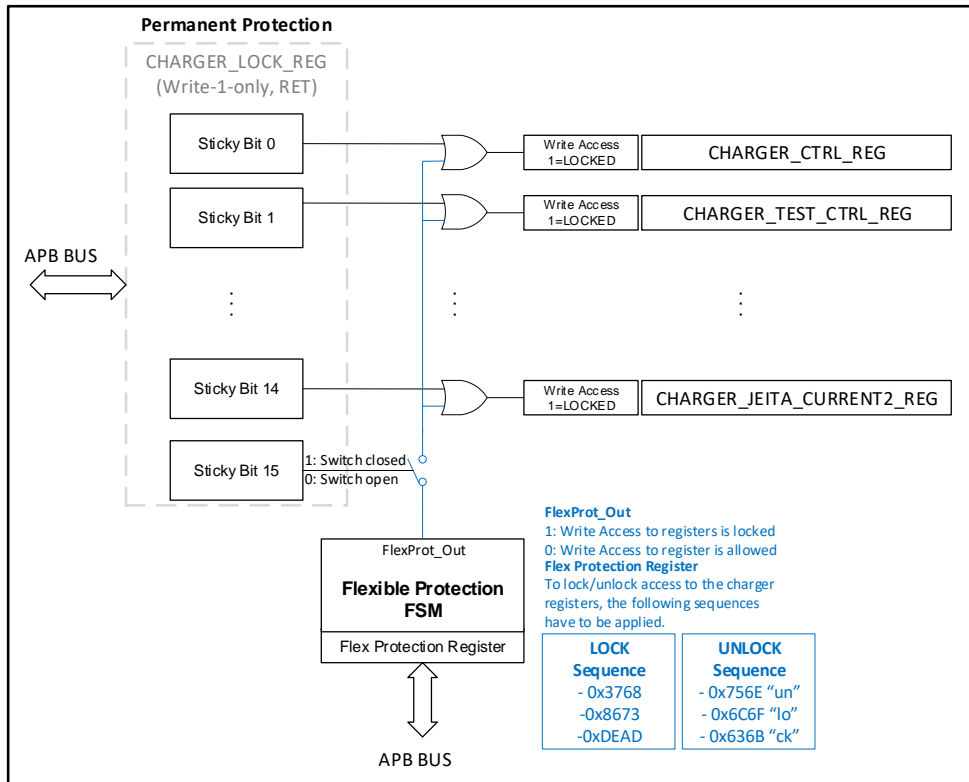 Permanent Protection
CHARGER_LOCK_REG
(Write-1-only, RET)
Sticky Bit 0
Write Access
1=LOCKED
CHARGER_CTRL_REG
Sticky Bit 1
Write Access
1=LOCKED
CHARGER_TEST_CTRL_REG
APB BUS
Sticky Bit 14
Write Access
1=LOCKED
CHARGER_JEITA_CURRENT2_REG
Sticky Bit 15
1: Switch closed
0: Switch open
FlexProt_Out
Flexible Protection
FSM
Flex Protection Register
APB BUS
FlexProt_Out
1: Write Access to registers is locked
0: Write Access to register is allowed
Flex Protection Register
To lock/unlock access to the charger
registers, the following sequences
have to be applied.
LOCK
Sequence
- 0x3768
-0x8673
-0xDEAD
UNLOCK
Sequence
- 0x756E “un”
- 0x6C6F “lo”
- 0x636B “ck”